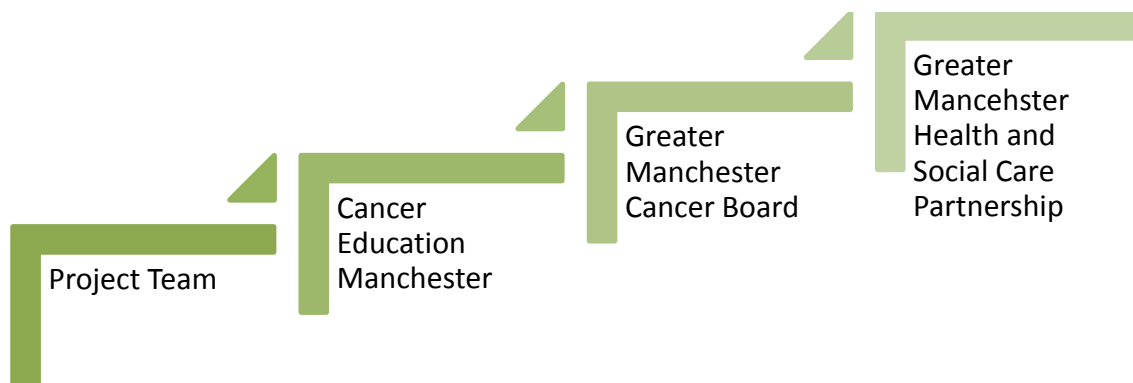 Project Team
Cancer
Education
Manchester
Greater
Manchester
Cancer Board
Greater
Mancehster
Health and
Social Care
Partnership